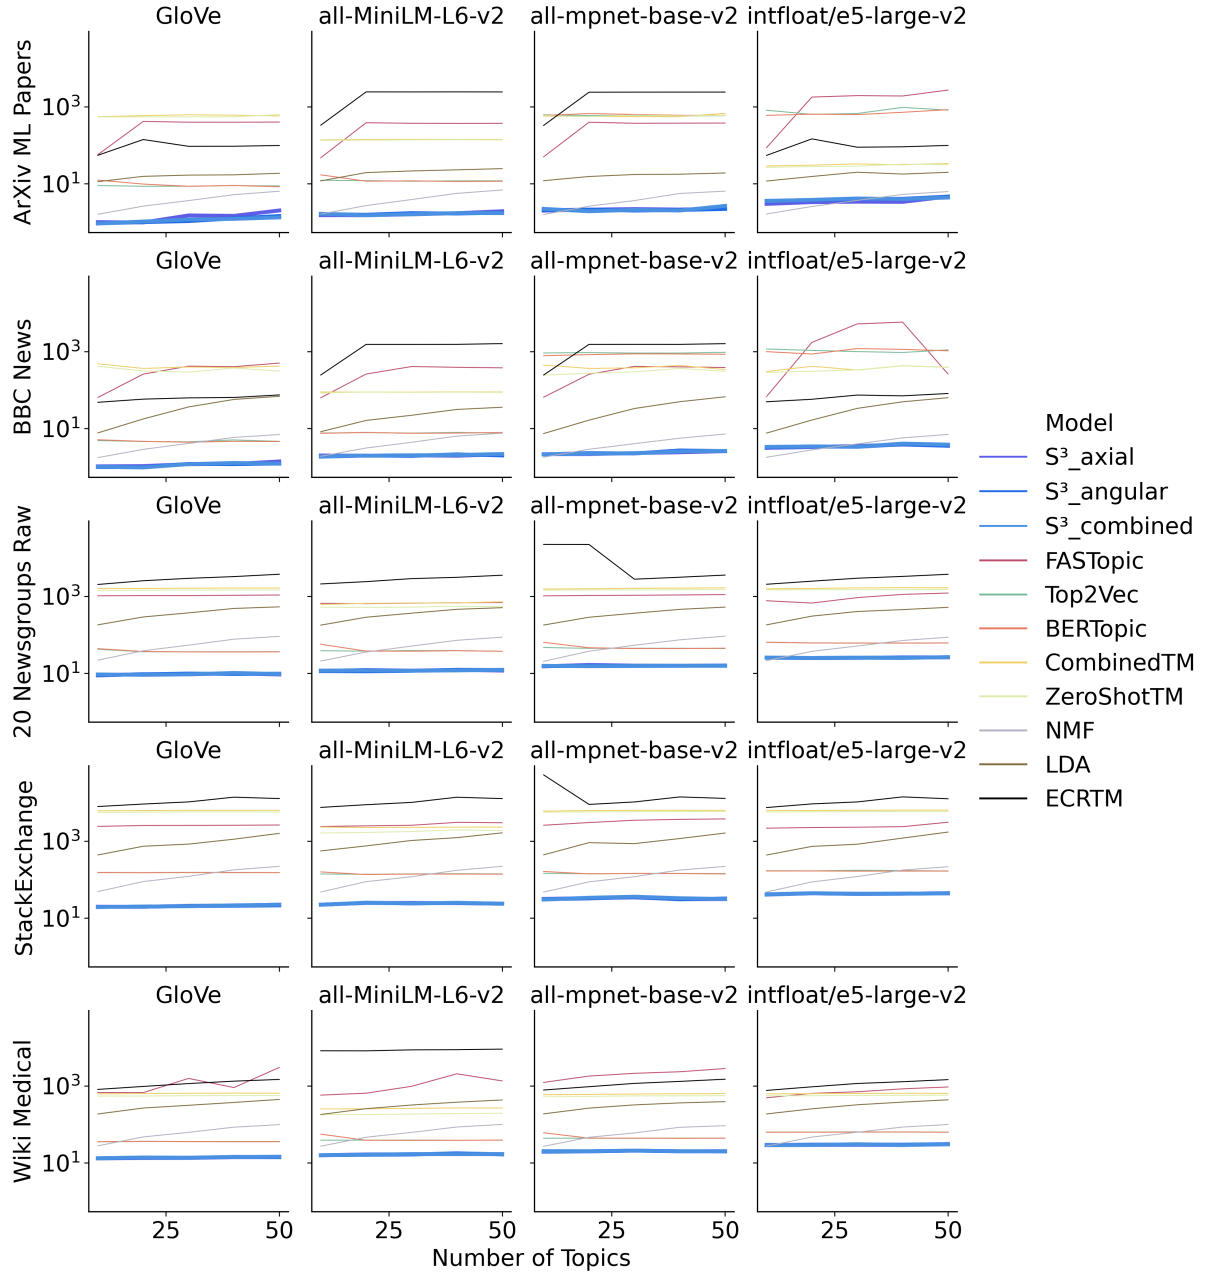 GloVe all-MiniLM-L6-v2 all-mpnet-base-v2 intfloat/e5-large-v2
ArXiv ML Papers
10³
10¹
GloVe all-MiniLM-L6-v2 all-mpnet-base-v2 intfloat/e5-large-v2
BBC News
10³
10¹
GloVe all-MiniLM-L6-v2 all-mpnet-base-v2 intfloat/e5-large-v2
20 Newsgroups Raw
10³
10¹
GloVe all-MiniLM-L6-v2 all-mpnet-base-v2 intfloat/e5-large-v2
StackExchange
10³
10¹
GloVe all-MiniLM-L6-v2 all-mpnet-base-v2 intfloat/e5-large-v2
Wiki Medical
10³
10¹
25 50 25 50 25 50 25 50
Number of Topics
Model
S³_axial
S³_angular
S³_combined
FASTopic
Top2Vec
BERTopic
CombinedTM
ZeroShotTM
NMF
LDA
ECRTM